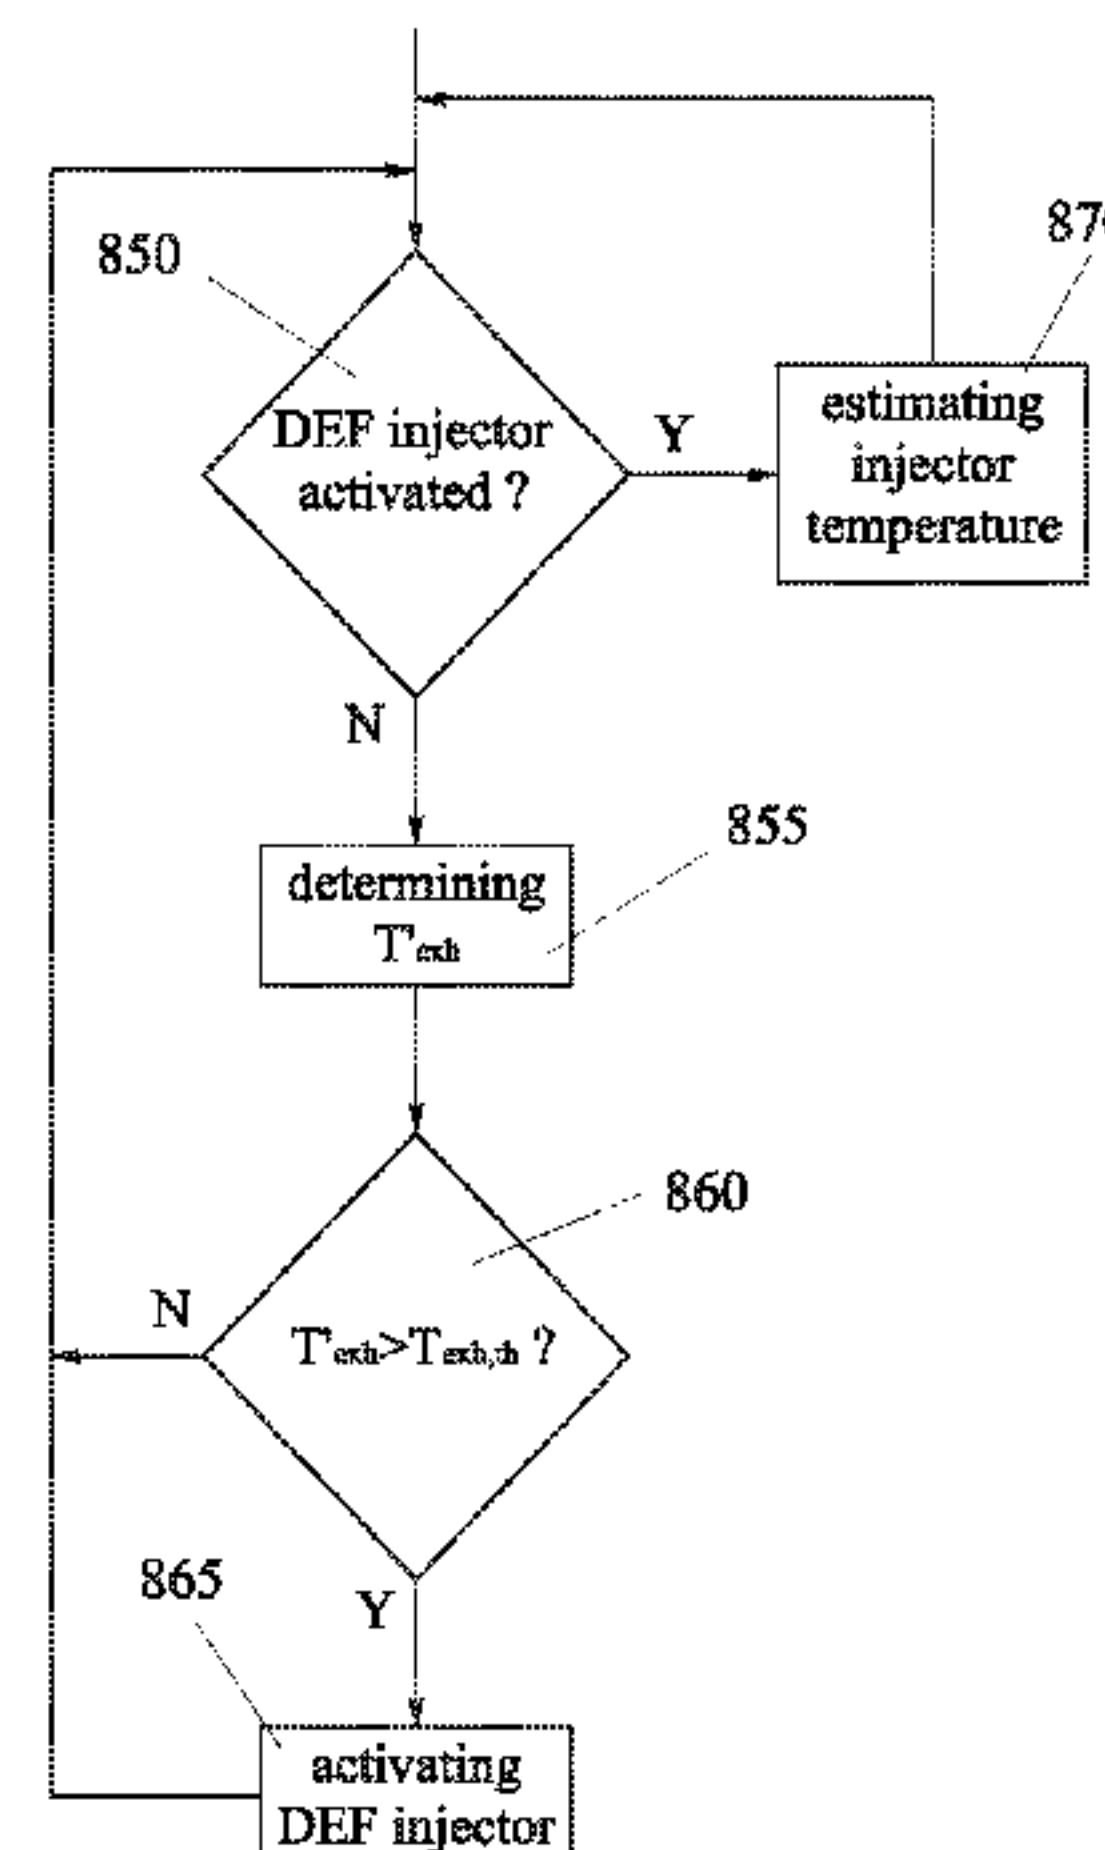 850
DEF injector
activated ?
Y
estimating
injector
temperature
N
855
determining
T'exh
860
N
T'exh>Texh,th ?
865
Y
activating
DEF injector